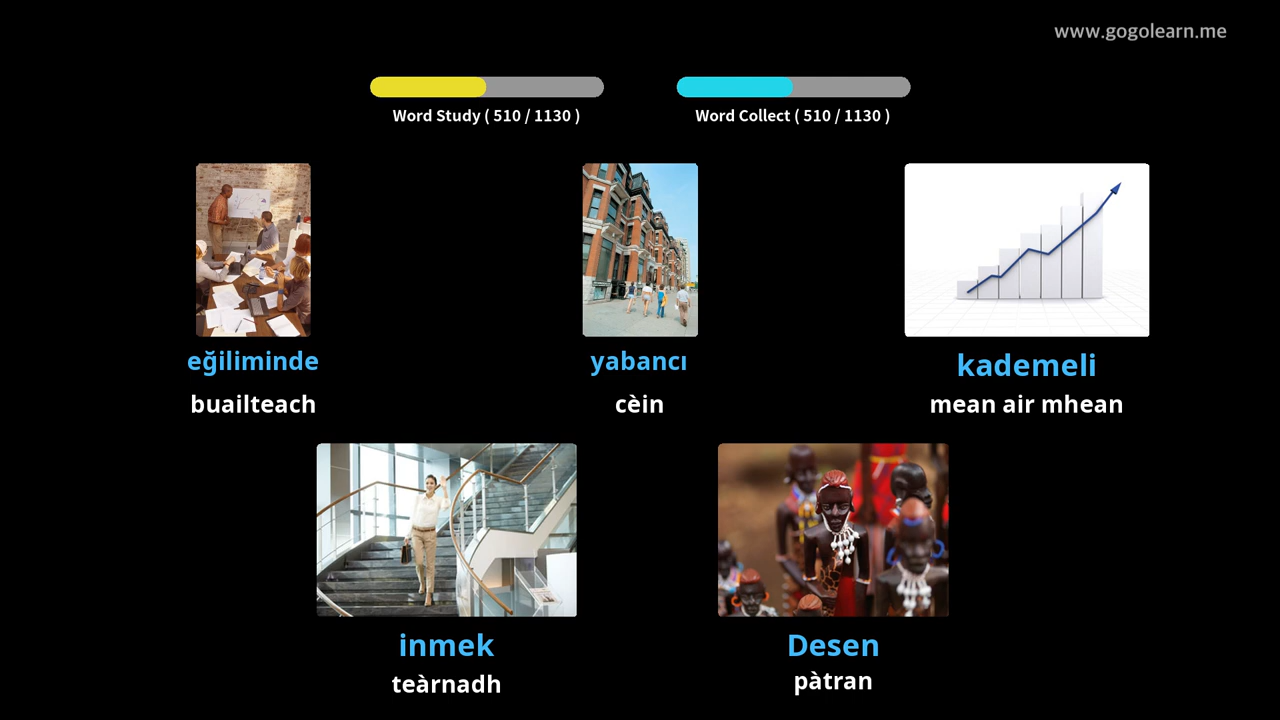 www.gogolearn.me
Word Study ( 510 / 1130 )
Word Collect ( 510 / 1130 )
eğiliminde
buailteach
yabancı
cèin
kademeli
mean air mhean
inmek
teàrnadh
Desen
pàtran